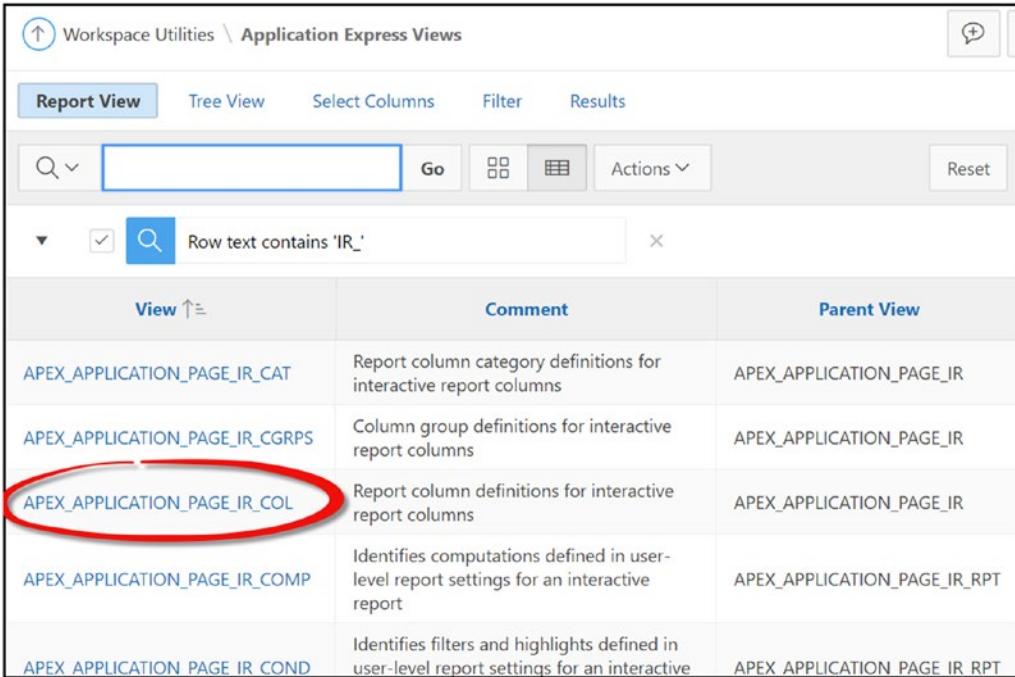 Workspace Utilities \ Application Express Views
Report View Tree View Select Columns Filter Results
Go Actions Reset
Row text contains 'IR_'
View Comment Parent View
APEX_APPLICATION_PAGE_IR_CAT
Report column category definitions for
interactive report columns
APEX_APPLICATION_PAGE_IR
APEX_APPLICATION_PAGE_IR_CGRPS
Column group definitions for interactive
report columns
APEX_APPLICATION_PAGE_IR
APEX_APPLICATION_PAGE_IR_COL
Report column definitions for interactive
report columns
APEX_APPLICATION_PAGE_IR
APEX_APPLICATION_PAGE_IR_COMP
Identifies computations defined in user-
level report settings for an interactive
report
APEX_APPLICATION_PAGE_IR_RPT
APEX_APPLICATION_PAGE_IR_COND
Identifies filters and highlights defined in
user-level report settings for an interactive
APEX_APPLICATION_PAGE_IR_RPT